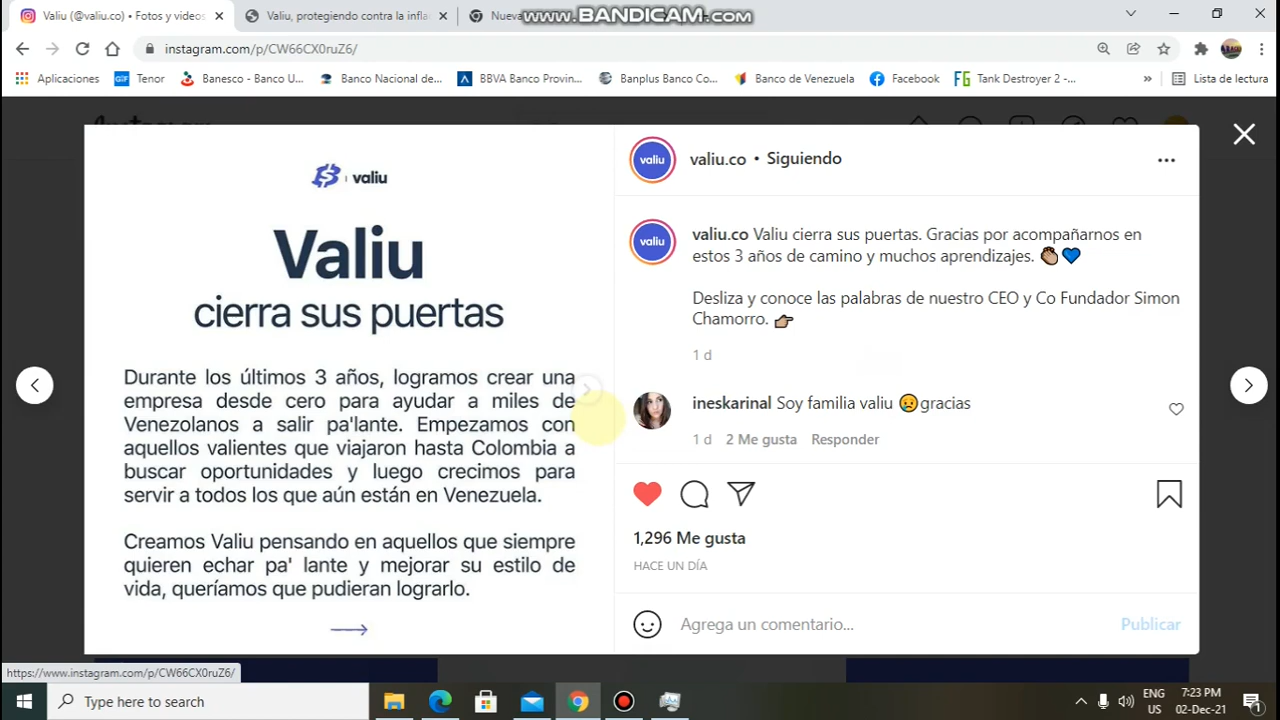 Valiu (@valiu.co) • Fotos y videos
Valiu, protegiendo contra la infla
Nueva
www.BANDICAM.com
instagram.com/p/CW66CX0ruZ6/
Aplicaciones
Tenor
Banesco - Banco U...
Banco Nacional de...
BBVA Banco Provin...
Banplus Banco Co...
Banco de Venezuela
Facebook
Tank Destroyer 2 -...
»
Lista de lectura
valiu
Valiu
cierra sus puertas
Durante los últimos 3 años, logramos crear una
empresa desde cero para ayudar a miles de
Venezolanos a salir pa'lante. Empezamos con
aquellos valientes que viajaron hasta Colombia a
buscar oportunidades y luego crecimos para
servir a todos los que aún están en Venezuela.
Creamos Valiu pensando en aquellos que siempre
quieren echar pa' lante y mejorar su estilo de
vida, queríamos que pudieran lograrlo.
valiu
valiu.co • Siguiendo
valiu
valiu.co Valiu cierra sus puertas. Gracias por acompañarnos en
estos 3 años de camino y muchos aprendizajes. 👏🏼💙
Desliza y conoce las palabras de nuestro CEO y Co Fundador Simon
Chamorro. 👉🏼
1 d
ineskarinal Soy familia valiu 😥gracias
1 d 2 Me gusta Responder
1,296 Me gusta
HACE UN DÍA
Agrega un comentario...
Publicar
https://www.instagram.com/p/CW66CX0ruZ6/
Type here to search
ENG
US
7:23 PM
02-Dec-21
1